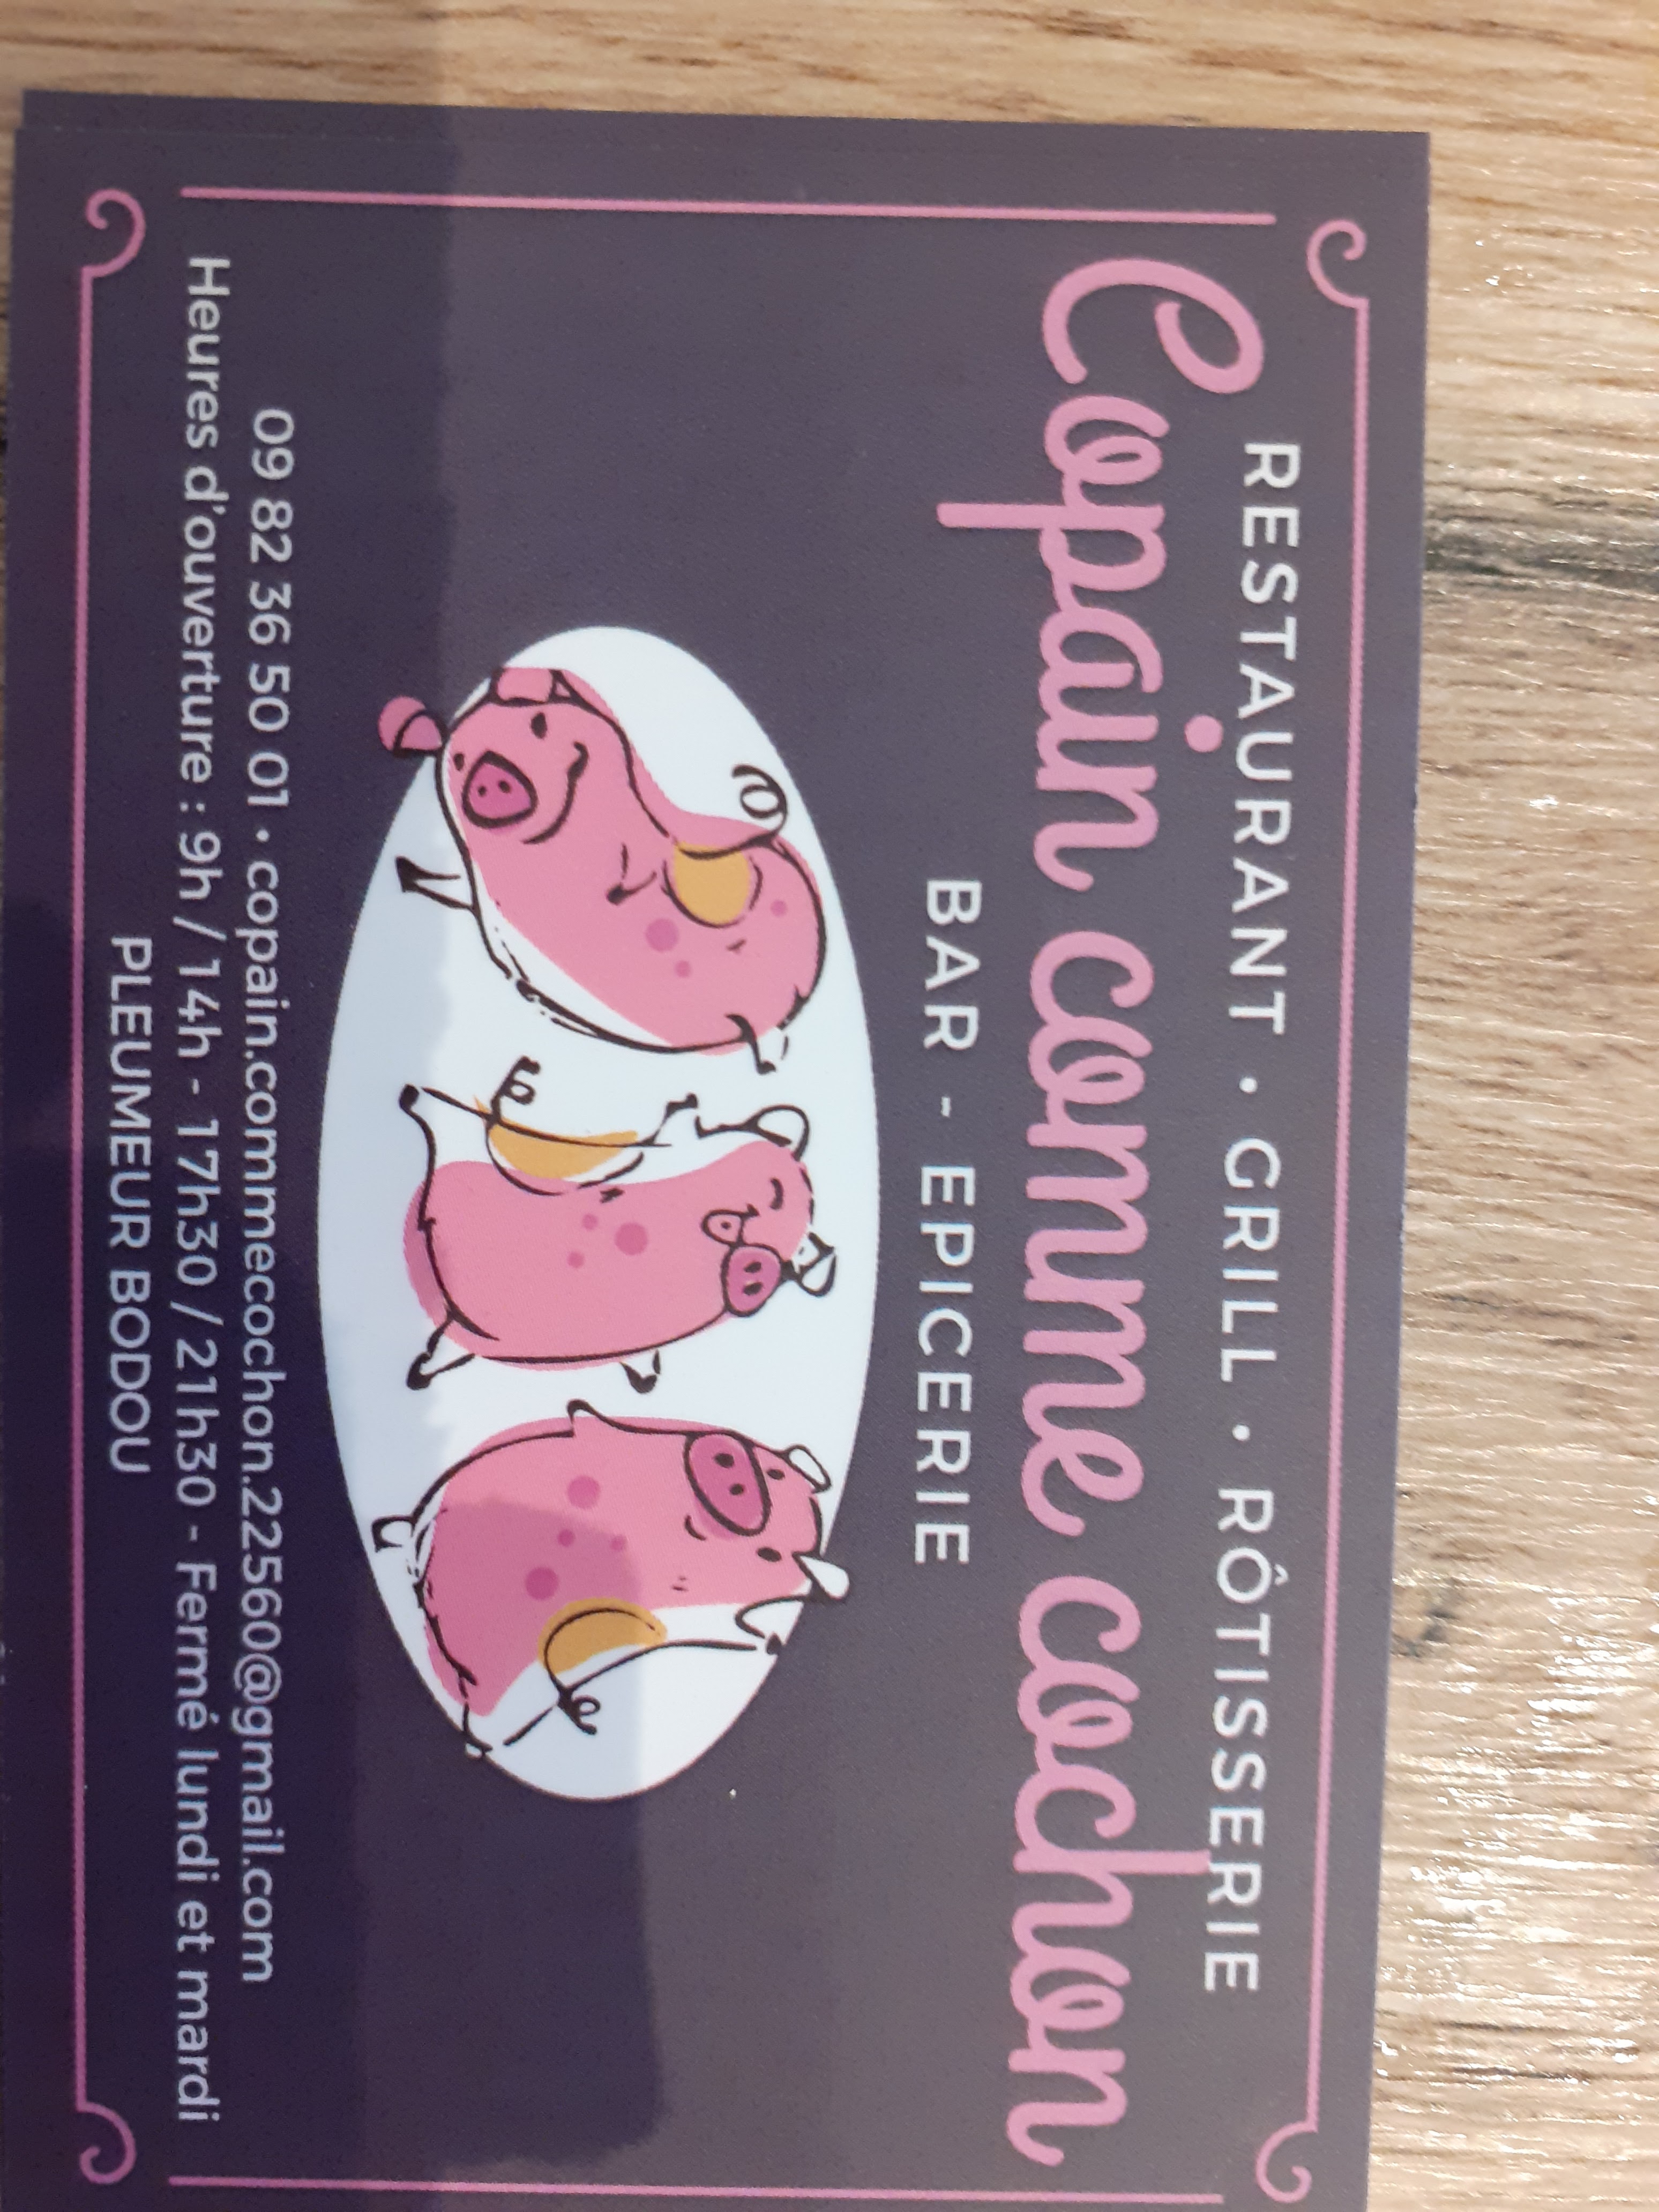 RESTAURANT • GRILL • RÔTISSERIE
Copain comme cochon
BAR - EPICERIE
09 82 36 50 01 • copain.commecochon.22560@gmail.com
Heures d'ouverture : 9h / 14h - 17h30 / 21h30 - Fermé lundi et mardi
PLEUMEUR BODOU